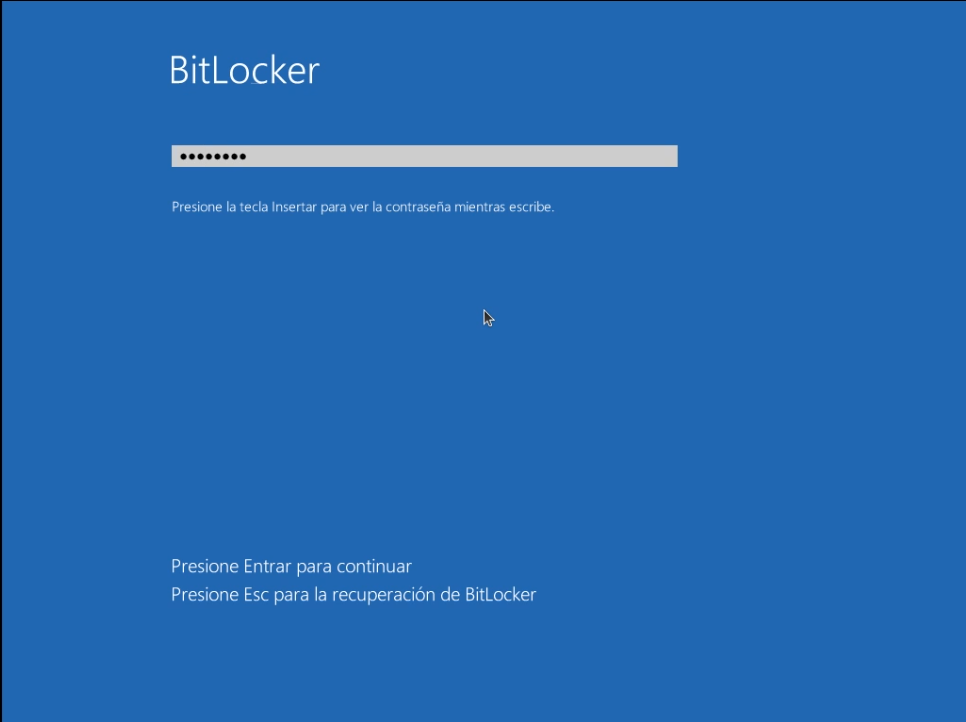 BitLocker
••••••••
Presione la tecla Insertar para ver la contraseña mientras escribe.
Presione Entrar para continuar
Presione Esc para la recuperación de BitLocker